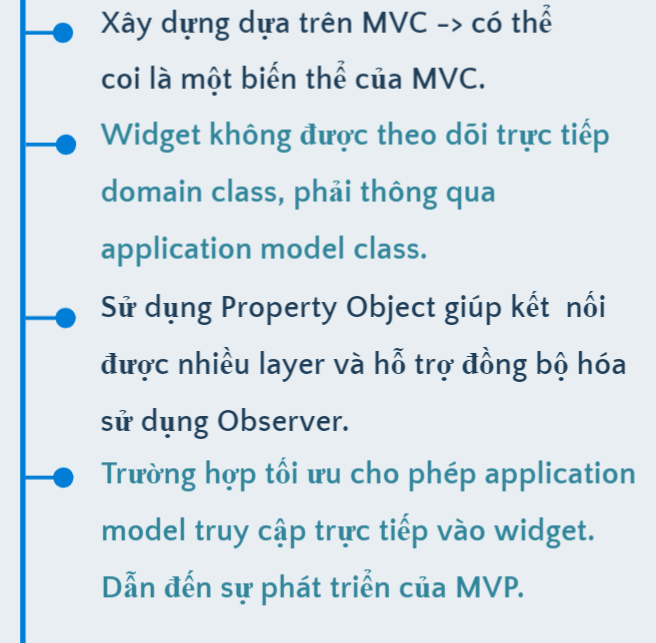 Xây dựng dựa trên MVC -> có thể
coi là một biến thể của MVC.
Widget không được theo dõi trực tiếp
domain class, phải thông qua
application model class.
Sử dụng Property Object giúp kết nối
được nhiều layer và hỗ trợ đồng bộ hóa
sử dụng Observer.
Trường hợp tối ưu cho phép application
model truy cập trực tiếp vào widget.
Dẫn đến sự phát triển của MVP.